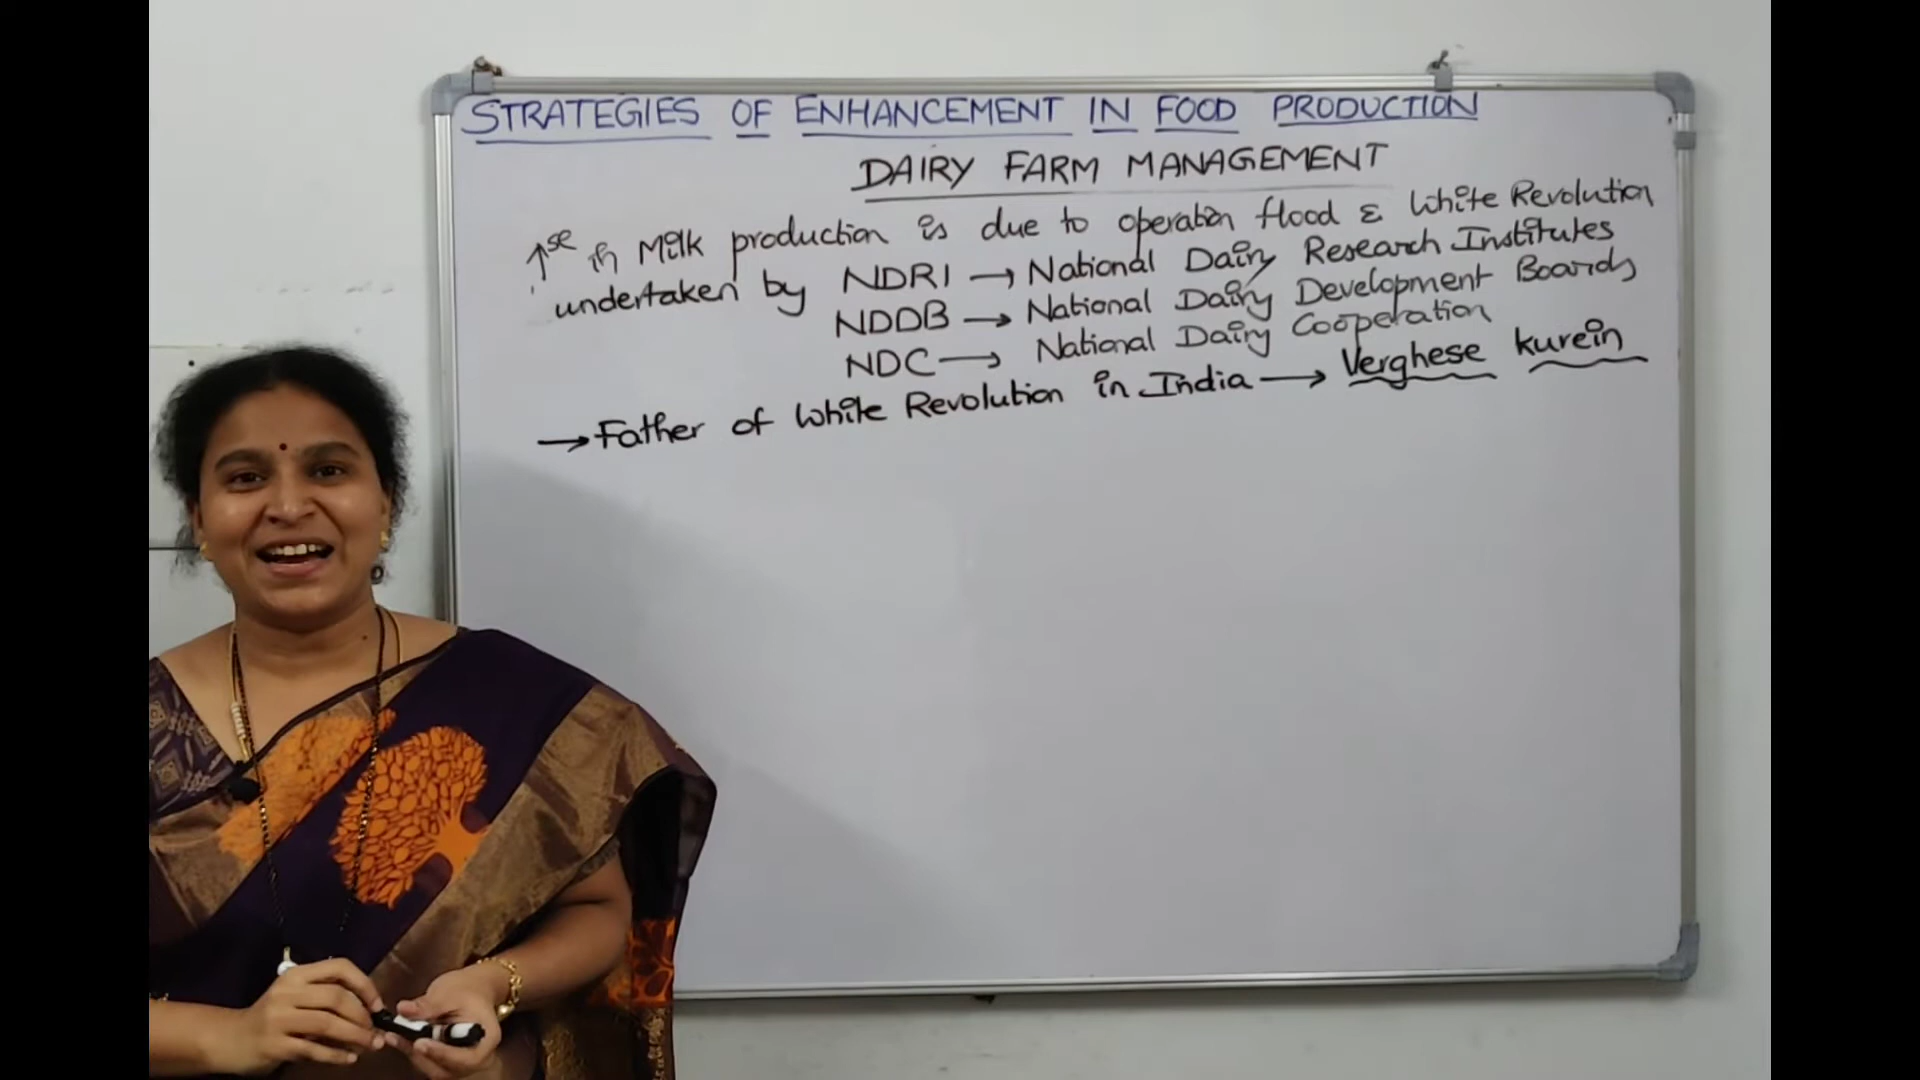 STRATEGIES OF ENHANCEMENT IN FOOD PRODUCTION
DAIRY FARM MANAGEMENT
↑se in Milk production is due to operation flood & White Revolution
undertaken by NDRI → National Dairy Research Institutes
NDDB → National Dairy Development Boards
NDC → National Dairy Cooperation
→ Father of White Revolution in India → Verghese kurein